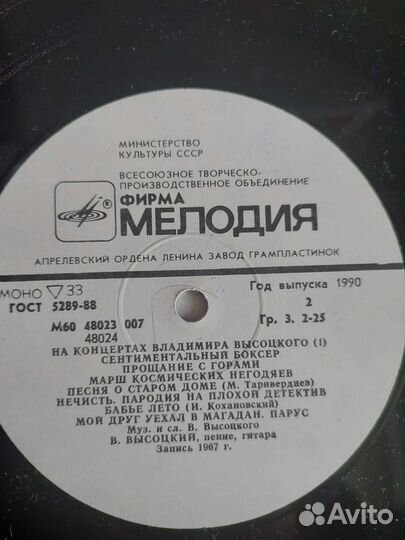 МИНИСТЕРСТВО
КУЛЬТУРЫ СССР
ВСЕСОЮЗНОЕ ТВОРЧЕСКО-
ПРОИЗВОДСТВЕННОЕ ОБЪЕДИНЕНИЕ
® ФИРМА
МЕЛОДИЯ
АПРЕЛЕВСКИЙ ОРДЕНА ЛЕНИНА ЗАВОД ГРАМПЛАСТИНОК
МОНО ▽ 33
ГОСТ 5289-88
Год выпуска 1990
2
М60 48023 007
48024
Гр. 3. 2-25
НА КОНЦЕРТАХ ВЛАДИМИРА ВЫСОЦКОГО (1)
СЕНТИМЕНТАЛЬНЫЙ БОКСЕР
ПРОЩАНИЕ С ГОРАМИ
МАРШ КОСМИЧЕСКИХ НЕГОДЯЕВ
ПЕСНЯ О СТАРОМ ДОМЕ (М. Таривердиев)
НЕЧИСТЬ. ПАРОДИЯ НА ПЛОХОЙ ДЕТЕКТИВ
БАБЬЕ ЛЕТО (И. Кохановский)
МОЙ ДРУГ УЕХАЛ В МАГАДАН. ПАРУС
Муз. и сл. В. Высоцкого
В. ВЫСОЦКИЙ, пение, гитара
Запись 1967 г.
Avito